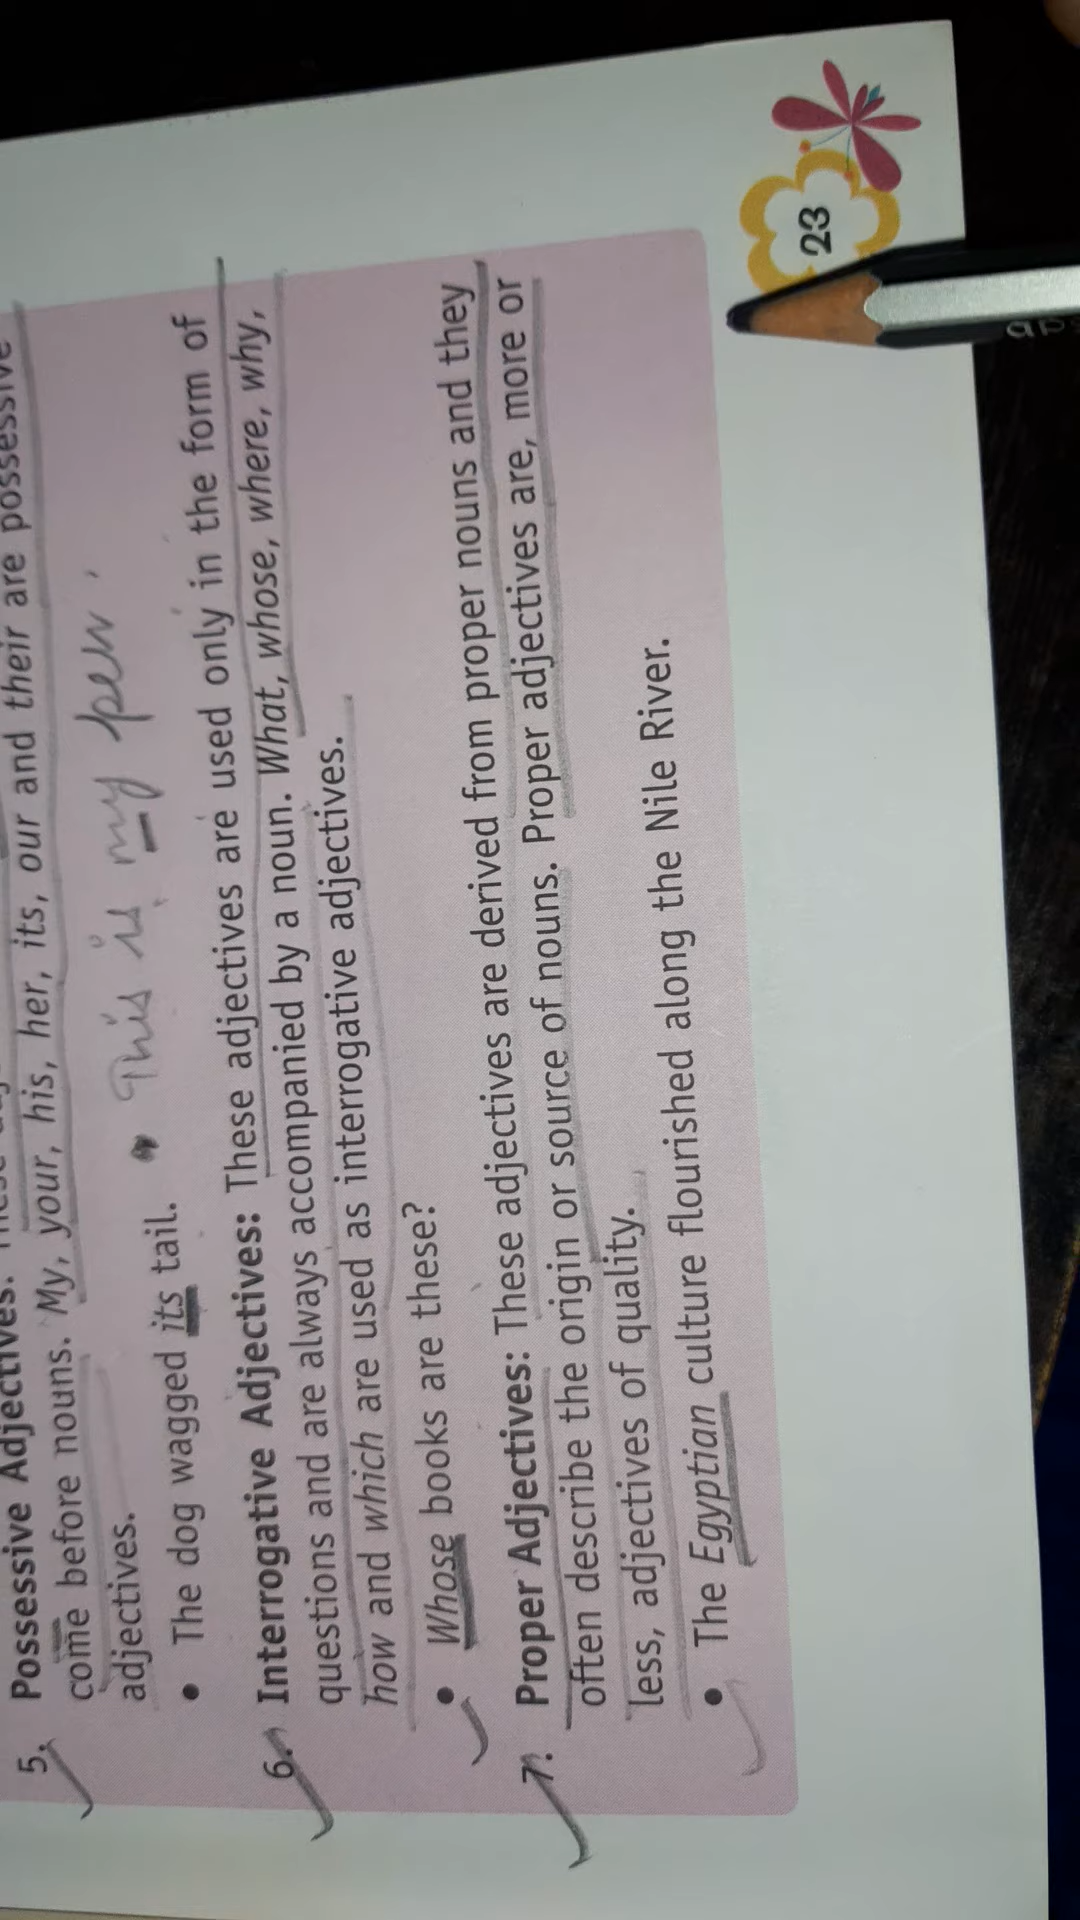 5. Possessive Adjectives:
come before nouns. My, your, his, her, its, our and their are possessive
adjectives.
• The dog wagged its tail. • This is my pen.
6. Interrogative Adjectives: These adjectives are used only in the form of
questions and are always accompanied by a noun. What, whose, where, why,
how and which are used as interrogative adjectives.
• Whose books are these?
7. Proper Adjectives: These adjectives are derived from proper nouns and they
often describe the origin or source of nouns. Proper adjectives are, more or
less, adjectives of quality.
• The Egyptian culture flourished along the Nile River.
23